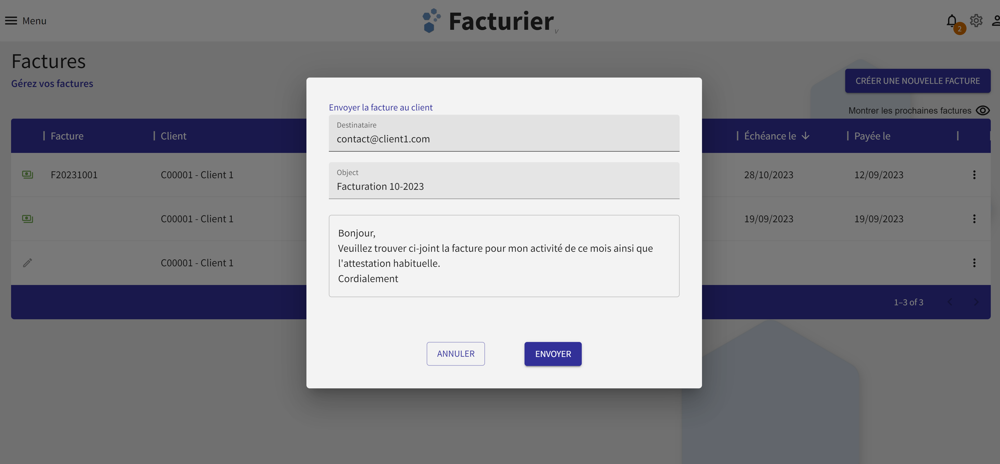 Menu
Facturier
v
2
Factures
Gérez vos factures
CRÉER UNE NOUVELLE FACTURE
Montrer les prochaines factures
Facture
Client
Échéance le
Payée le
F20231001
C00001 - Client 1
28/10/2023
12/09/2023
C00001 - Client 1
19/09/2023
19/09/2023
C00001 - Client 1
1–3 of 3
Envoyer la facture au client
Destinataire
contact@client1.com
Object
Facturation 10-2023
Bonjour,
Veuillez trouver ci-joint la facture pour mon activité de ce mois ainsi que
l'attestation habituelle.
Cordialement
ANNULER
ENVOYER